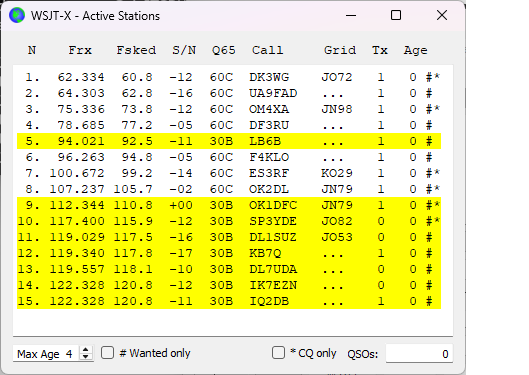 WSJT-X - Active Stations
N Frx Fsked S/N Q65 Call Grid Tx Age
1. 62.334 60.8 -12 60C DK3WG JO72 1 0 #*
2. 64.303 62.8 -16 60C UA9FAD ... 1 0 #
3. 75.336 73.8 -12 60C OM4XA JN98 1 0 #*
4. 78.685 77.2 -05 60C DF3RU ... 1 0 #
5. 94.021 92.5 -11 30B LB6B ... 1 0 #
6. 96.263 94.8 -05 60C F4KLO ... 1 0 #
7. 100.672 99.2 -14 60C ES3RF KO29 1 0 #*
8. 107.237 105.7 -02 60C OK2DL JN79 1 0 #*
9. 112.344 110.8 +00 30B OK1DFC JN79 1 0 #*
10. 117.400 115.9 -12 30B SP3YDE JO82 0 0 #*
11. 119.029 117.5 -16 30B DL1SUZ JO53 0 0 #
12. 119.340 117.8 -17 30B KB7Q ... 1 0 #
13. 119.557 118.1 -10 30B DL7UDA ... 0 0 #
14. 122.328 120.8 -12 30B IK7EZN ... 0 0 #
15. 122.328 120.8 -11 30B IQ2DB ... 1 0 #
Max Age 4 # Wanted only * CQ only QSOs: 0